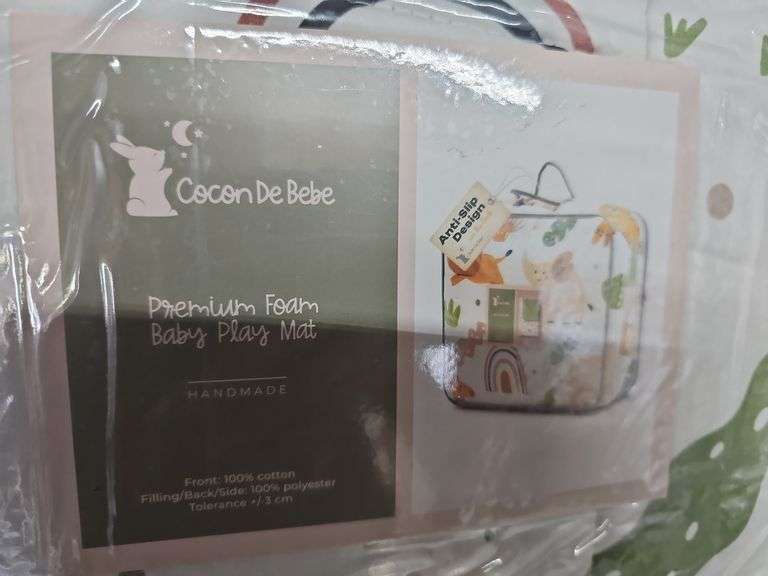 Cocon De Bebe
Premium Foam
Baby Play Mat
HANDMADE
Front: 100% cotton
Filling/Back/Side: 100% polyester
Tolerance +/-3 cm
Anti-Slip
Design